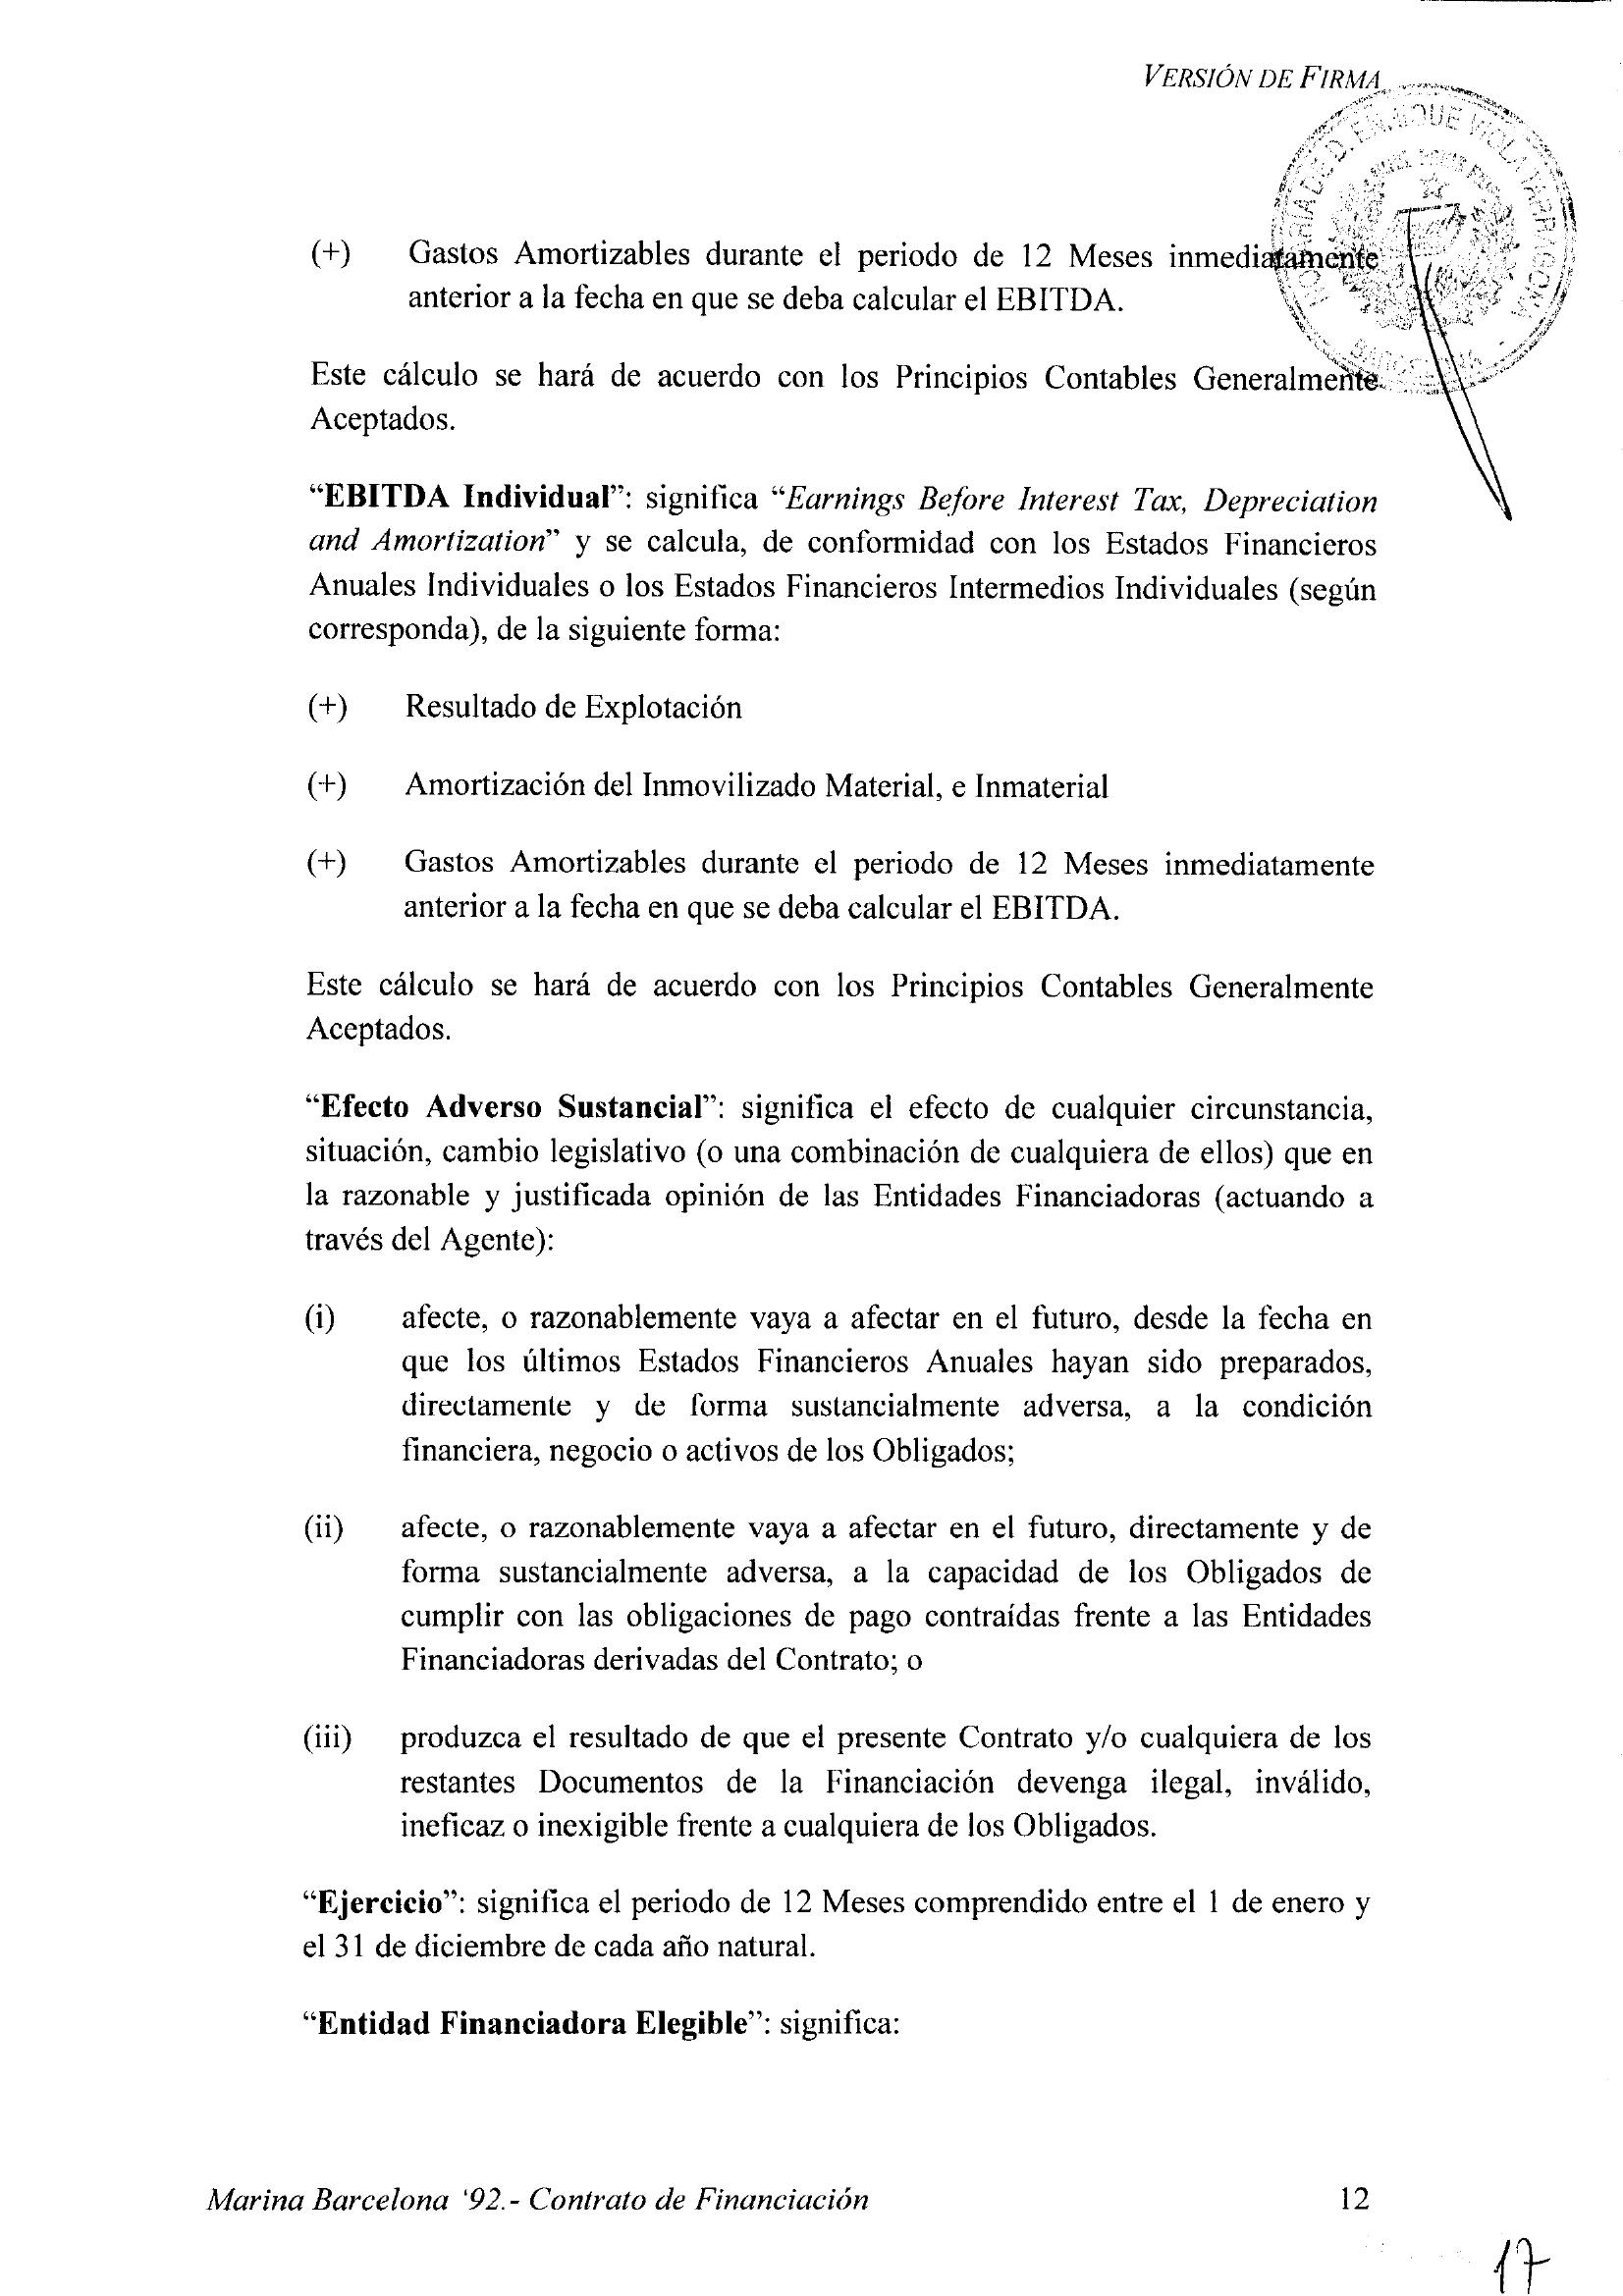 VERSIÓN DE FIRMA
NOTARIA DE D. ENRIQUE VIOLA TARRAGONA
BARCELONA
(+) Gastos Amortizables durante el periodo de 12 Meses inmediatamente
anterior a la fecha en que se deba calcular el EBITDA.
Este cálculo se hará de acuerdo con los Principios Contables Generalmente
Aceptados.
“EBITDA Individual”: significa “Earnings Before Interest Tax, Depreciation
and Amortization” y se calcula, de conformidad con los Estados Financieros
Anuales Individuales o los Estados Financieros Intermedios Individuales (según
corresponda), de la siguiente forma:
(+) Resultado de Explotación
(+) Amortización del Inmovilizado Material, e Inmaterial
(+) Gastos Amortizables durante el periodo de 12 Meses inmediatamente
anterior a la fecha en que se deba calcular el EBITDA.
Este cálculo se hará de acuerdo con los Principios Contables Generalmente
Aceptados.
“Efecto Adverso Sustancial”: significa el efecto de cualquier circunstancia,
situación, cambio legislativo (o una combinación de cualquiera de ellos) que en
la razonable y justificada opinión de las Entidades Financiadoras (actuando a
través del Agente):
(i) afecte, o razonablemente vaya a afectar en el futuro, desde la fecha en
que los últimos Estados Financieros Anuales hayan sido preparados,
directamente y de forma sustancialmente adversa, a la condición
financiera, negocio o activos de los Obligados;
(ii) afecte, o razonablemente vaya a afectar en el futuro, directamente y de
forma sustancialmente adversa, a la capacidad de los Obligados de
cumplir con las obligaciones de pago contraídas frente a las Entidades
Financiadoras derivadas del Contrato; o
(iii) produzca el resultado de que el presente Contrato y/o cualquiera de los
restantes Documentos de la Financiación devenga ilegal, inválido,
ineficaz o inexigible frente a cualquiera de los Obligados.
“Ejercicio”: significa el periodo de 12 Meses comprendido entre el 1 de enero y
el 31 de diciembre de cada año natural.
“Entidad Financiadora Elegible”: significa:
Marina Barcelona '92.- Contrato de Financiación 12
17